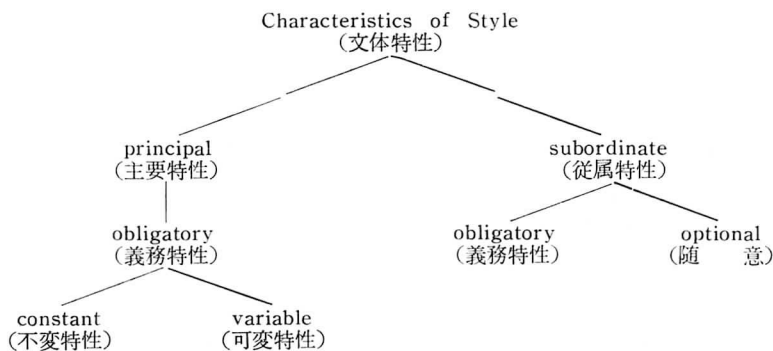 Characteristics of Style
（文体特性）
principal
（主要特性）
subordinate
（従属特性）
obligatory
（義務特性）
obligatory
（義務特性）
optional
（随　　意）
constant
（不変特性）
variable
（可変特性）